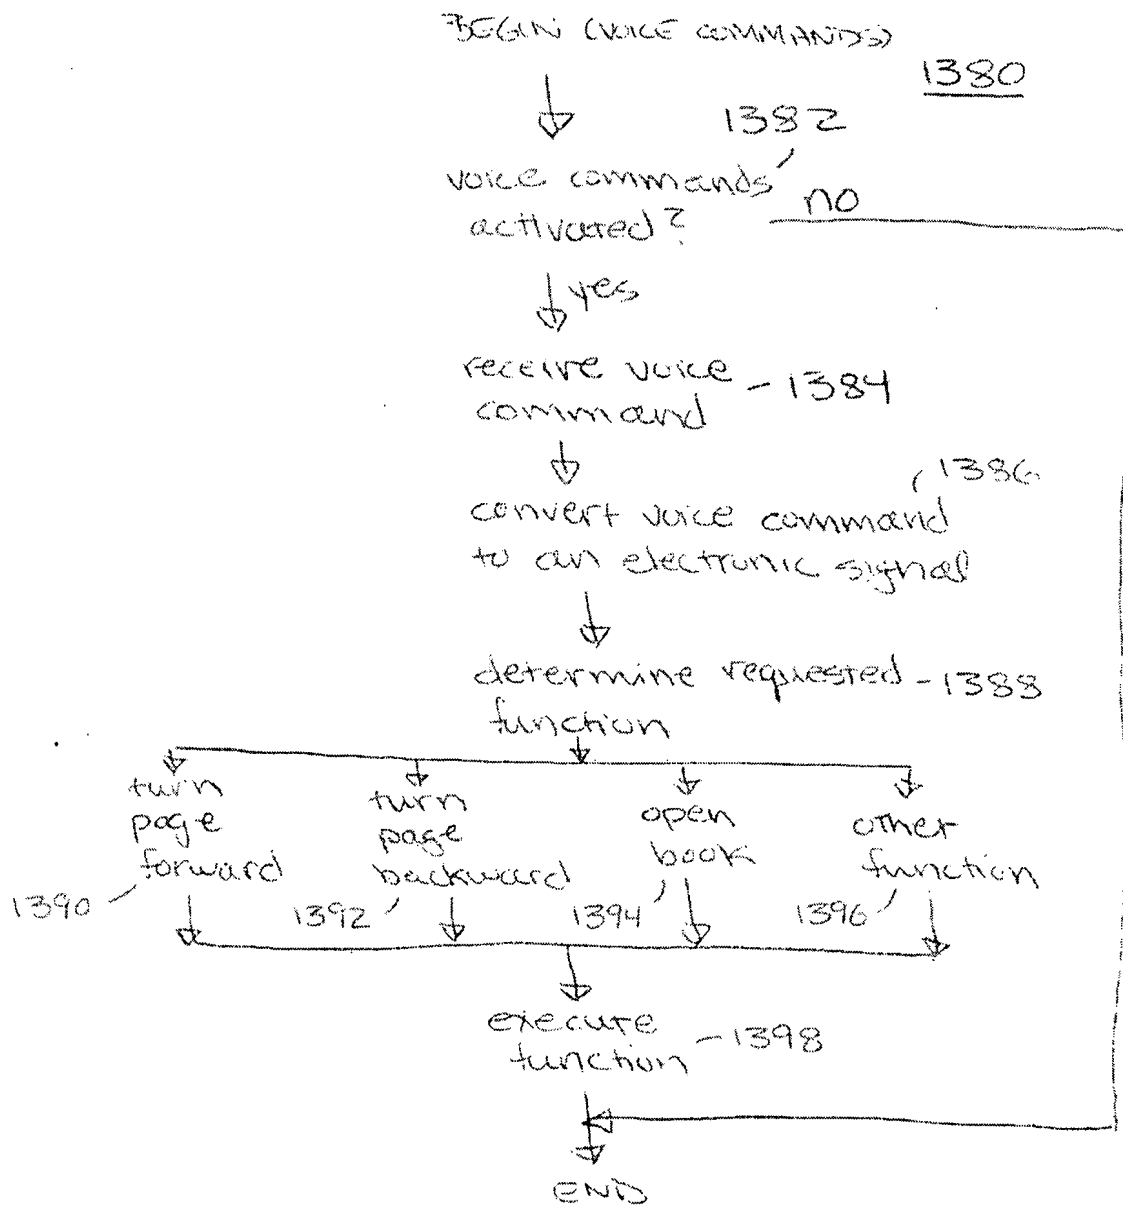 BEGIN (VOICE COMMANDS)
1380
1382
voice commands
no
activated?
yes
receive voice
- 1384
command
1386
convert voice command
to an electronic signal
determine requested - 1388
function
turn
page
forward
1390
turn
page
backward
1392
open
book
1394
other
function
1396
execute
function
- 1398
END